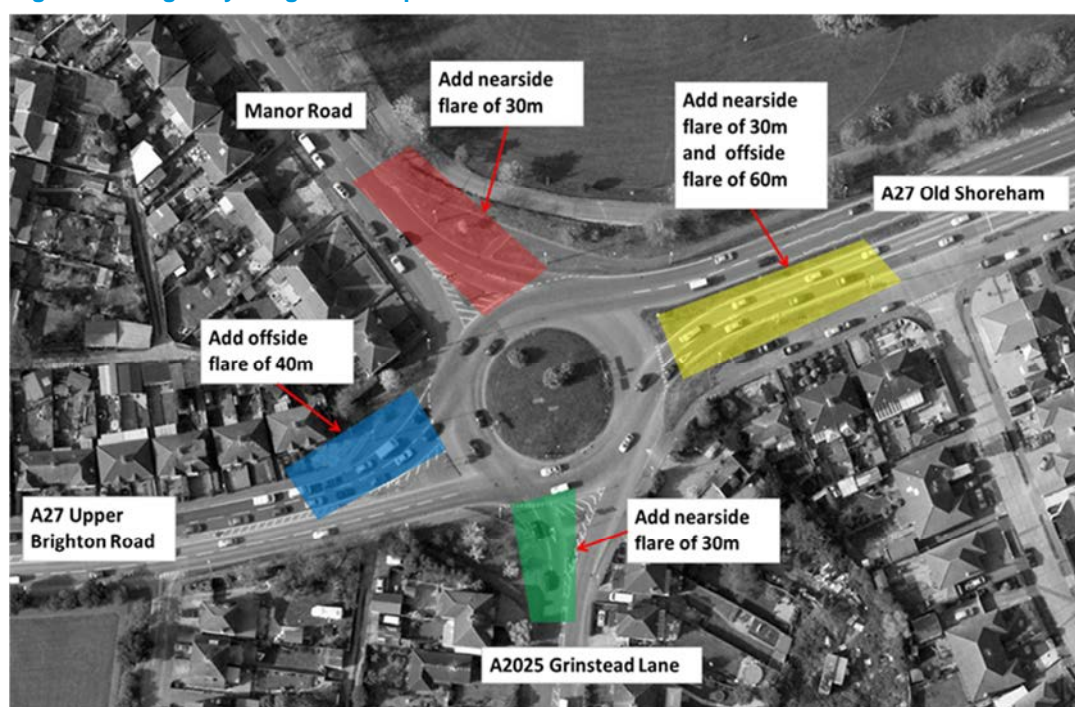 Manor Road
Add nearside
flare of 30m
Add nearside
flare of 30m
and offside
flare of 60m
A27 Old Shoreham
Add offside
flare of 40m
A27 Upper
Brighton Road
Add nearside
flare of 30m
A2025 Grinstead Lane